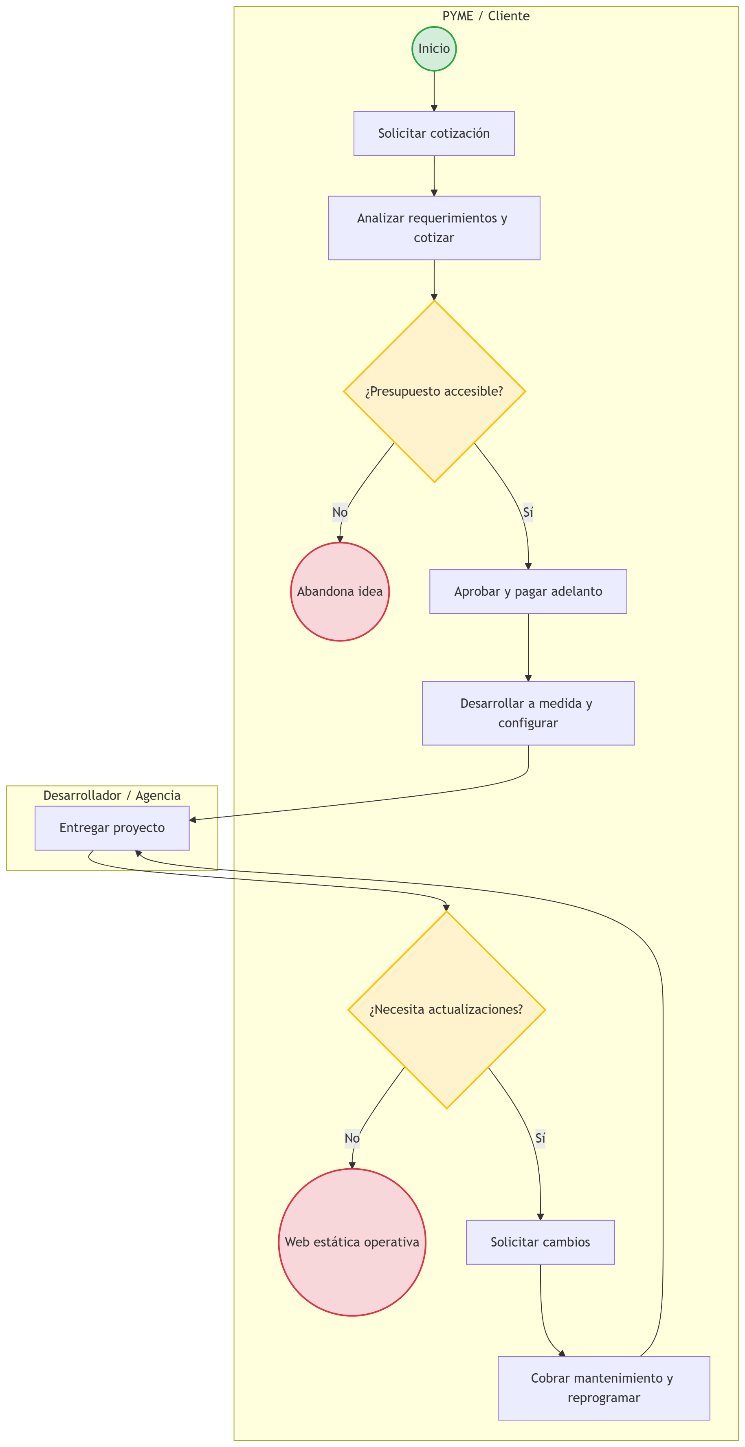 PYME / Cliente
Inicio
Solicitar cotización
Analizar requerimientos y
cotizar
¿Presupuesto accesible?
No
Sí
Abandona idea
Aprobar y pagar adelanto
Desarrollar a medida y
configurar
Desarrollador / Agencia
Entregar proyecto
¿Necesita actualizaciones?
No
Sí
Web estática operativa
Solicitar cambios
Cobrar mantenimiento y
reprogramar